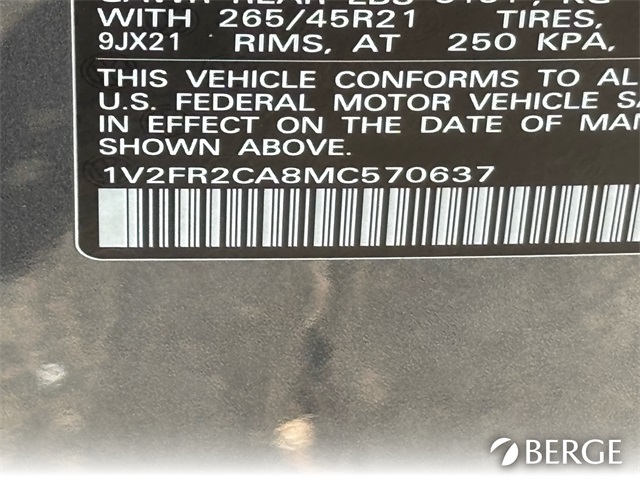 WITH 265/45R21 TIRES,
9JX21 RIMS, AT 250 KPA,
THIS VEHICLE CONFORMS TO AL
U.S. FEDERAL MOTOR VEHICLE SA
IN EFFECT ON THE DATE OF MAN
SHOWN ABOVE.
1V2FR2CA8MC570637
BERGE